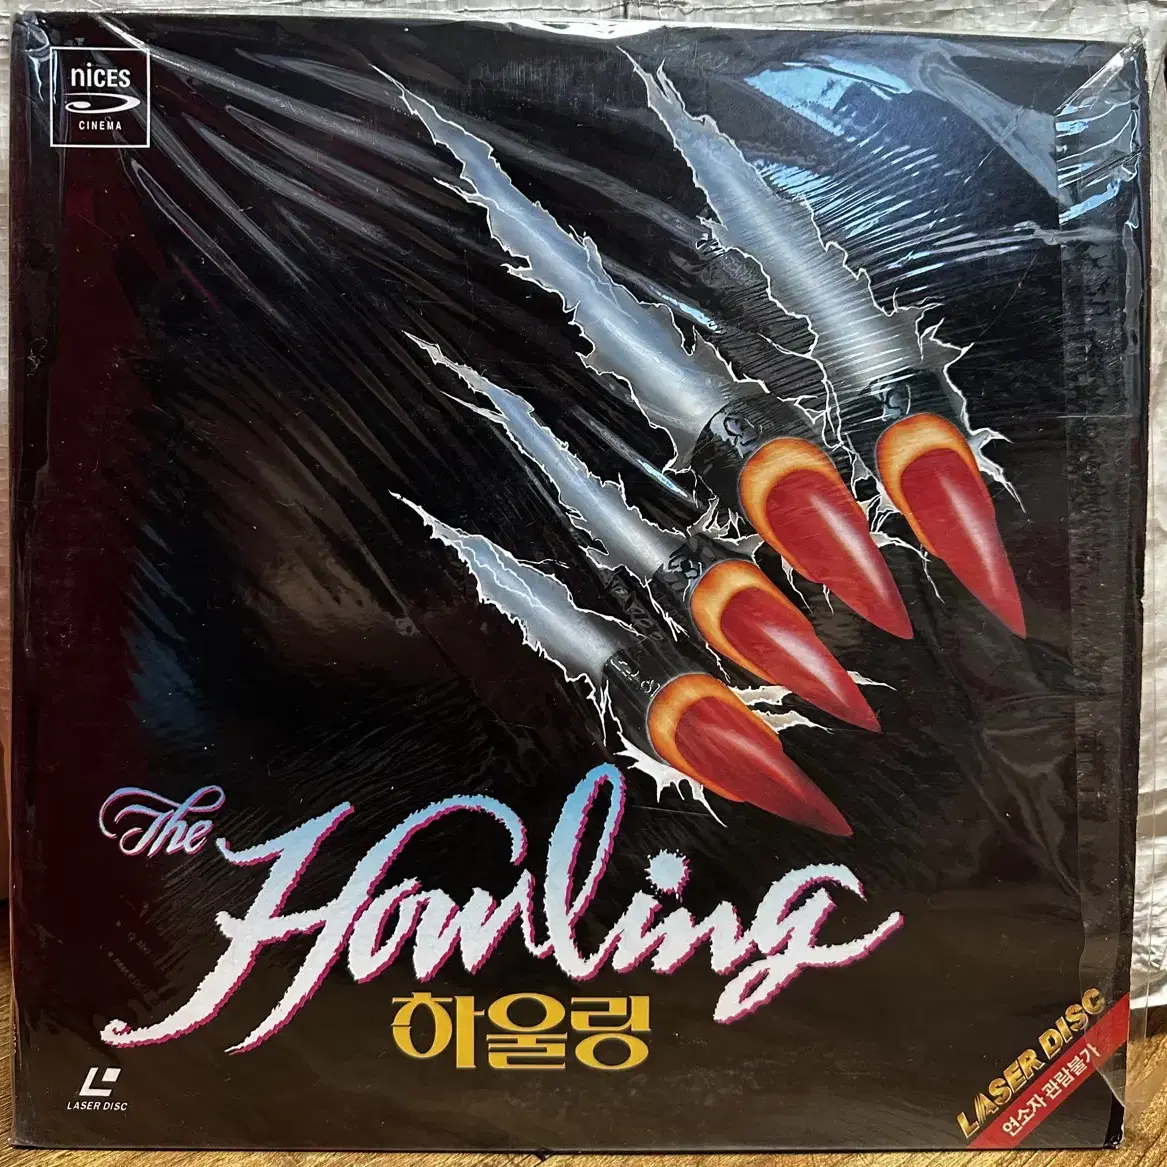 niCES
CINEMA
The Howling
하울링
LASER DISC
LASER DISC
연소자 관람불가